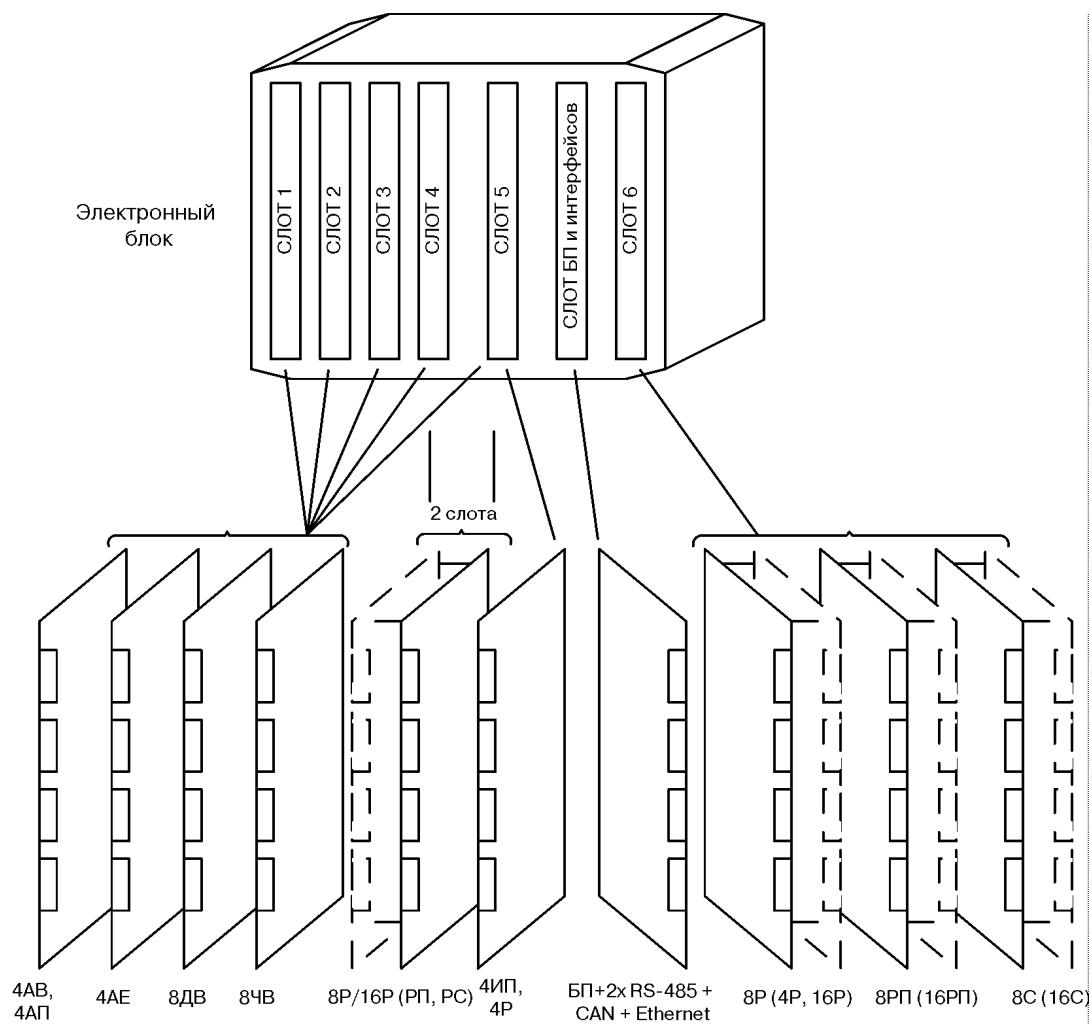 Электронный
блок
СЛОТ 1
СЛОТ 2
СЛОТ 3
СЛОТ 4
СЛОТ 5
СЛОТ БП и интерфейсов
СЛОТ 6
2 слота
4АВ,
4АП
4АЕ
8ДВ
8ЧВ
8Р/16Р (РП, РС)
4ИП,
4Р
БП+2x RS-485 +
CAN + Ethernet
8Р (4Р, 16Р)
8РП (16РП)
8С (16С)